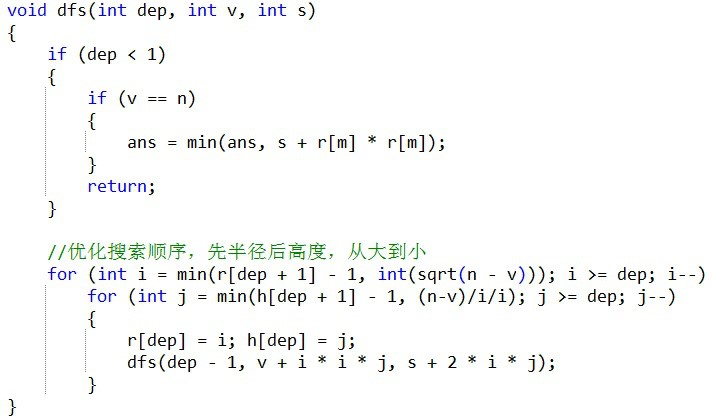 void dfs(int dep, int v, int s)
{
    if (dep < 1)
    {
        if (v == n)
        {
            ans = min(ans, s + r[m] * r[m]);
        }
        return;
    }

    //优化搜索顺序，先半径后高度，从大到小
    for (int i = min(r[dep + 1] - 1, int(sqrt(n - v))); i >= dep; i--)
        for (int j = min(h[dep + 1] - 1, (n-v)/i/i); j >= dep; j--)
        {
            r[dep] = i; h[dep] = j;
            dfs(dep - 1, v + i * i * j, s + 2 * i * j);
        }
}